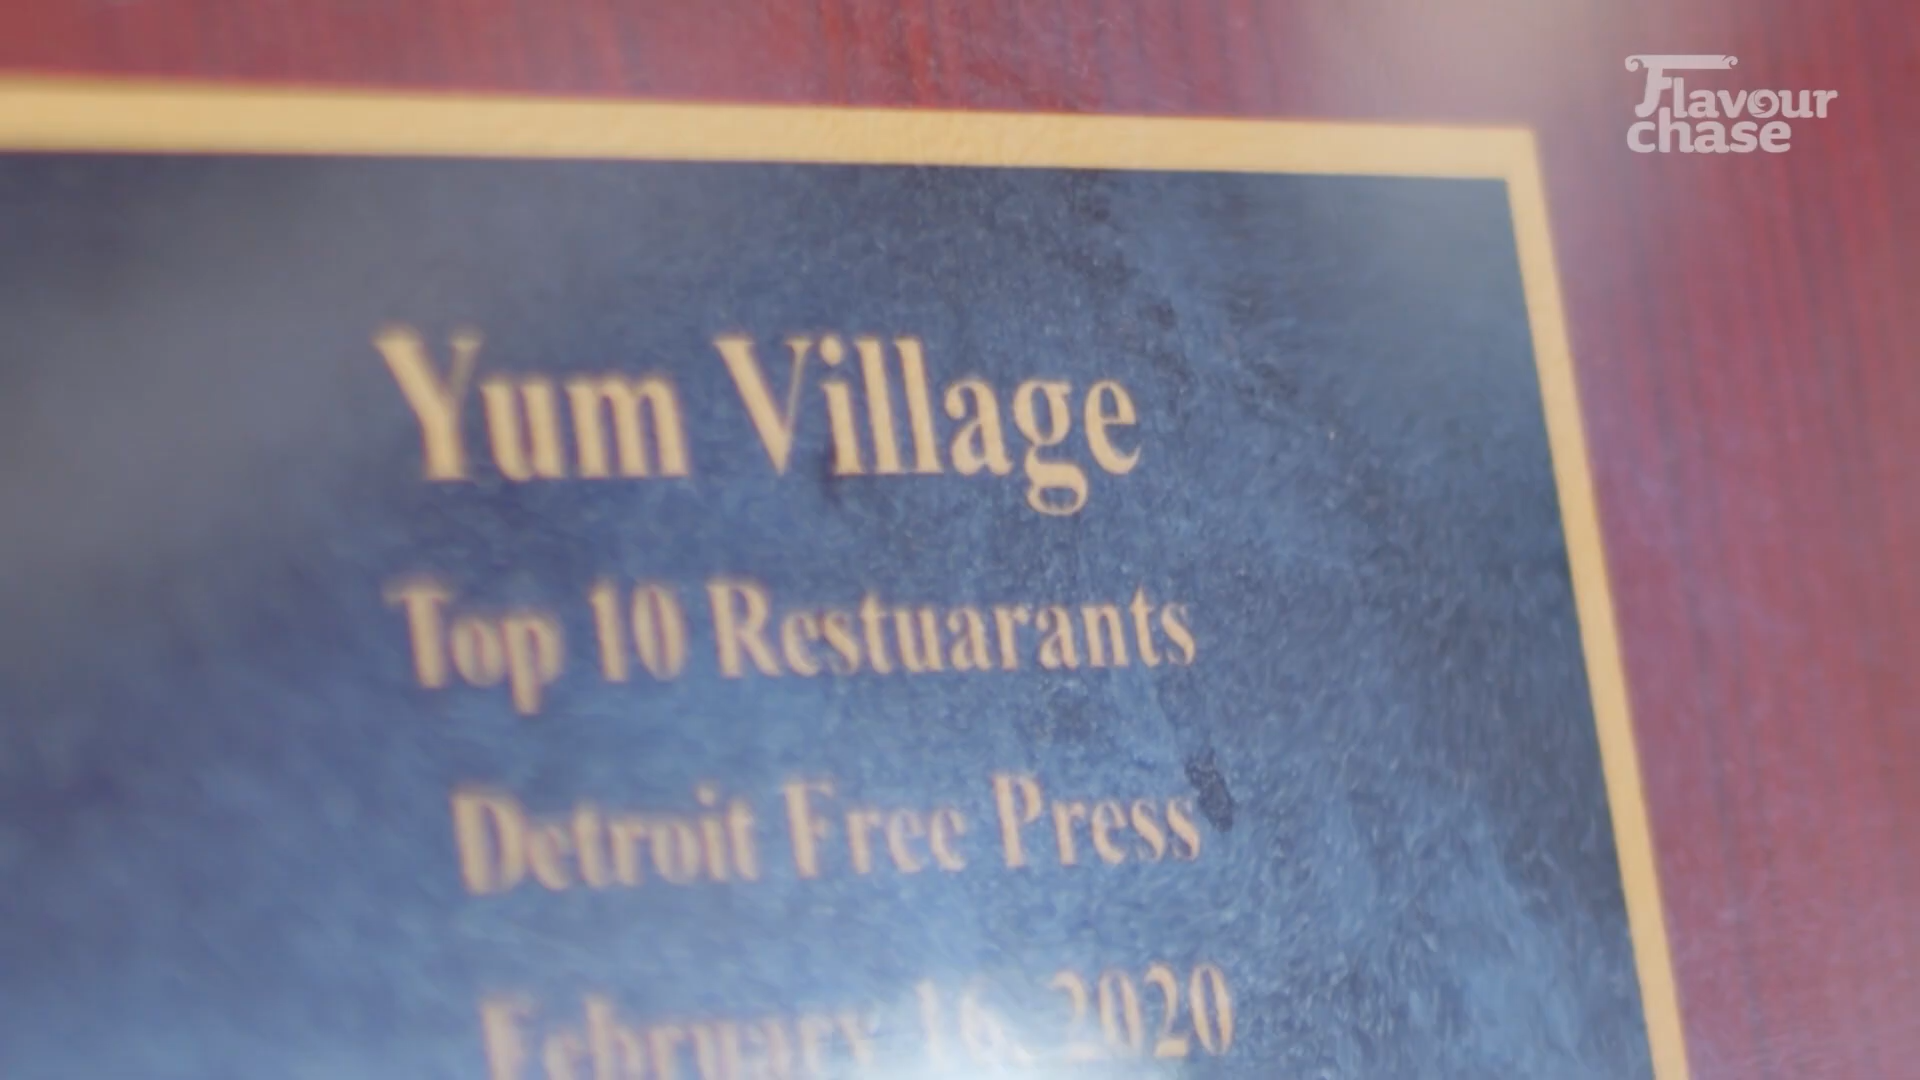 Flavour
chase
Yum Village
Top 10 Restuarants
Detroit Free Press
February 16, 2020